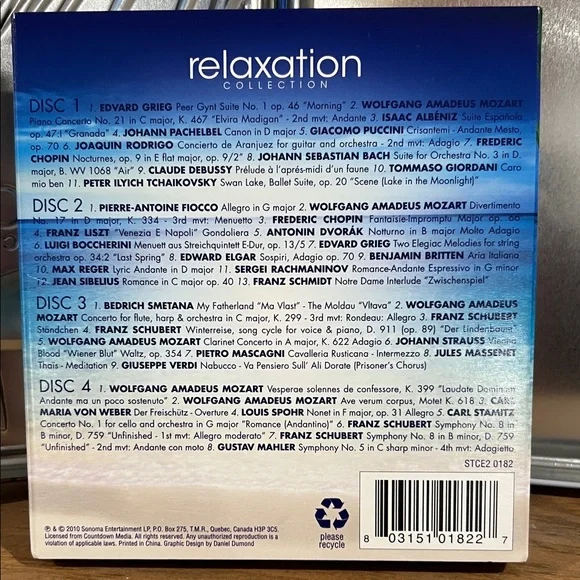 relaxation
COLLECTION
DISC 1 1. EDVARD GRIEG Peer Gynt Suite No. 1 op. 46 "Morning" 2. WOLFGANG AMADEUS MOZART
Piano Concerto No. 21 in C major, K. 467 "Elvira Madigan" - 2nd mvt: Andante 3. ISAAC ALBÉNIZ Suite Española
op. 47:I "Granada" 4. JOHANN PACHELBEL Canon in D major 5. GIACOMO PUCCINI Crisantemi - Andante Mesto,
op. 70 6. JOAQUIN RODRIGO Concierto de Aranjuez for guitar and orchestra - 2nd mvt: Adagio 7. FREDERIC
CHOPIN Nocturnes, op. 9 in E flat major, op. 9/2" 8. JOHANN SEBASTIAN BACH Suite for Orchestra No. 3 in D
major, B. WV 1068 "Air" 9. CLAUDE DEBUSSY Prélude à l'après-midi d'un faune 10. TOMMASO GIORDANI Caro
mio ben 11. PETER ILYICH TCHAIKOVSKY Swan Lake, Ballet Suite, op. 20 "Scene (Lake in the Moonlight)"
DISC 2 1. PIERRE-ANTOINE FIOCCO Allegro in G major 2. WOLFGANG AMADEUS MOZART Divertimento
No. 17 in D major, K. 334 - 3rd mvt: Menuetto 3. FREDERIC CHOPIN Fantaisie-Impromptu Major op. 66
4. FRANZ LISZT "Venezia E Napoli" Gondoliera 5. ANTONIN DVORÁK Notturno in B major Molto Adagio
6. LUIGI BOCCHERINI Menuett aus Streichquintett E-Dur, op. 13/5 7. EDVARD GRIEG Two Elegiac Melodies for string
orchestra op. 34:2 "Last Spring" 8. EDWARD ELGAR Sospiri, Adagio op. 70 9. BENJAMIN BRITTEN Aria Italiana
10. MAX REGER Lyric Andante in D major 11. SERGEI RACHMANINOV Romance-Andante Espressivo in G minor
12. JEAN SIBELIUS Romance in C major op. 40 13. FRANZ SCHMIDT Notre Dame Interlude "Zwischenspiel"
DISC 3 1. BEDRICH SMETANA My Fatherland "Ma Vlast" - The Moldau "Vltava" 2. WOLFGANG AMADEUS
MOZART Concerto for flute, harp & orchestra in C major, K. 299 - 3rd mvt: Rondeau: Allegro 3. FRANZ SCHUBERT
Ständchen 4. FRANZ SCHUBERT Winterreise, song cycle for voice & piano, D. 911 (op. 89) "Der Lindenbaum"
5. WOLFGANG AMADEUS MOZART Clarinet Concerto in A major, K. 622 Adagio 6. JOHANN STRAUSS Vienna
Blood "Wiener Blut" Waltz, op. 354 7. PIETRO MASCAGNI Cavalleria Rusticana - Intermezzo 8. JULES MASSENET
Thaïs - Meditation 9. GIUSEPPE VERDI Nabucco - Va Pensiero Sull' Ali Dorate (Prisoner's Chorus)
DISC 4 1. WOLFGANG AMADEUS MOZART Vesperae solennes de confessore, K. 399 "Laudate Dominum
Andante ma un poco sostenuto" 2. WOLFGANG AMADEUS MOZART Ave verum corpus, Motet K. 618 3. CARL
MARIA VON WEBER Der Freischütz - Overture 4. LOUIS SPOHR Nonet in F major, op. 31 Allegro 5. CARL STAMITZ
Concerto No. 1 for cello and orchestra in G major "Romance (Andantino)" 6. FRANZ SCHUBERT Symphony No. 8 in
B minor, D. 759 "Unfinished - 1st mvt: Allegro moderato" 7. FRANZ SCHUBERT Symphony No. 8 in B minor, D. 759
"Unfinished" - 2nd mvt: Andante con moto 8. GUSTAV MAHLER Symphony No. 5 in C sharp minor - 4th mvt: Adagietto
STCE2 0182
please
recycle
8 03151 01822 7
℗ & © 2010 Sonoma Entertainment LP, P.O. Box 275, T.M.R., Quebec, Canada H3P 3C5.
Licensed from Countdown Media. All rights reserved. Any unauthorized reproduction is a
violation of applicable laws. Printed in China. Graphic Design by Daniel Dumond